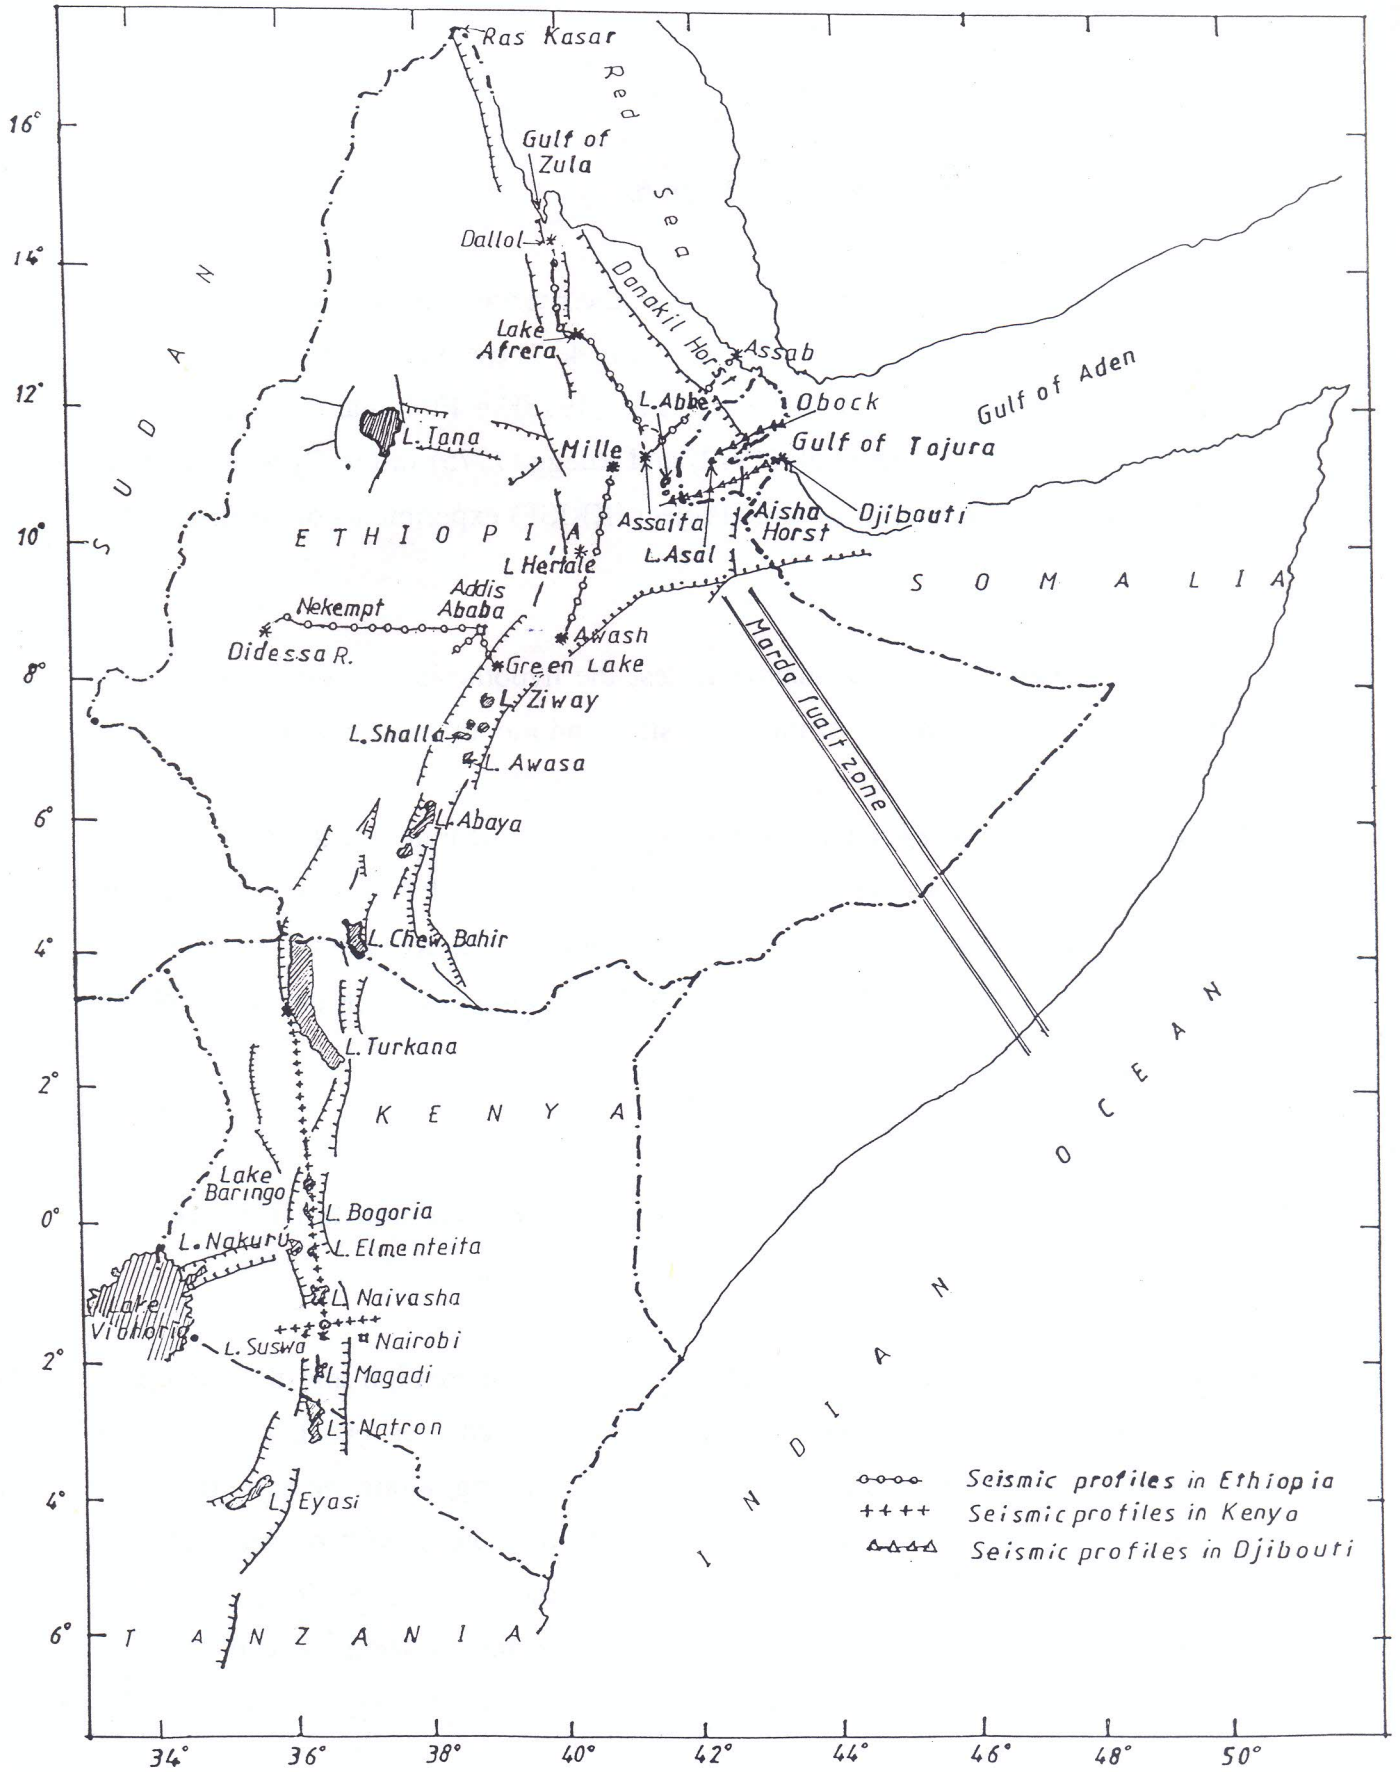 Ras Kasar
Red Sea
16°
Gulf of
Zula
Dallol
14°
SUDAN
Danakil Horst
Lake
Afrera
Assab
12°
L. Abbe
Obock
Gulf of Aden
L. Tana
Mille
Gulf of Tajura
Assaita
Aisha
Horst
Djibouti
10°
ETHIOPIA
L.Asal
L Hertale
SOMALIA
Addis
Ababa
Nekempt
Awash
Didessa R.
Green Lake
8°
Marda fualt zone
L. Ziway
L. Shalla
L. Awasa
6°
L. Abaya
4°
L. Chew Bahir
L. Turkana
2°
KENYA
INDIAN OCEAN
Lake
Baringo
0°
L. Bogoria
L. Nakuru
L. Elmenteita
L. Naivasha
Lake
Victoria
L. Suswa
Nairobi
2°
L. Magadi
L. Natron
4°
L. Eyasi
Seismic profiles in Ethiopia
Seismic profiles in Kenya
Seismic profiles in Djibouti
6°
TANZANIA
34° 36° 38° 40° 42° 44° 46° 48° 50°